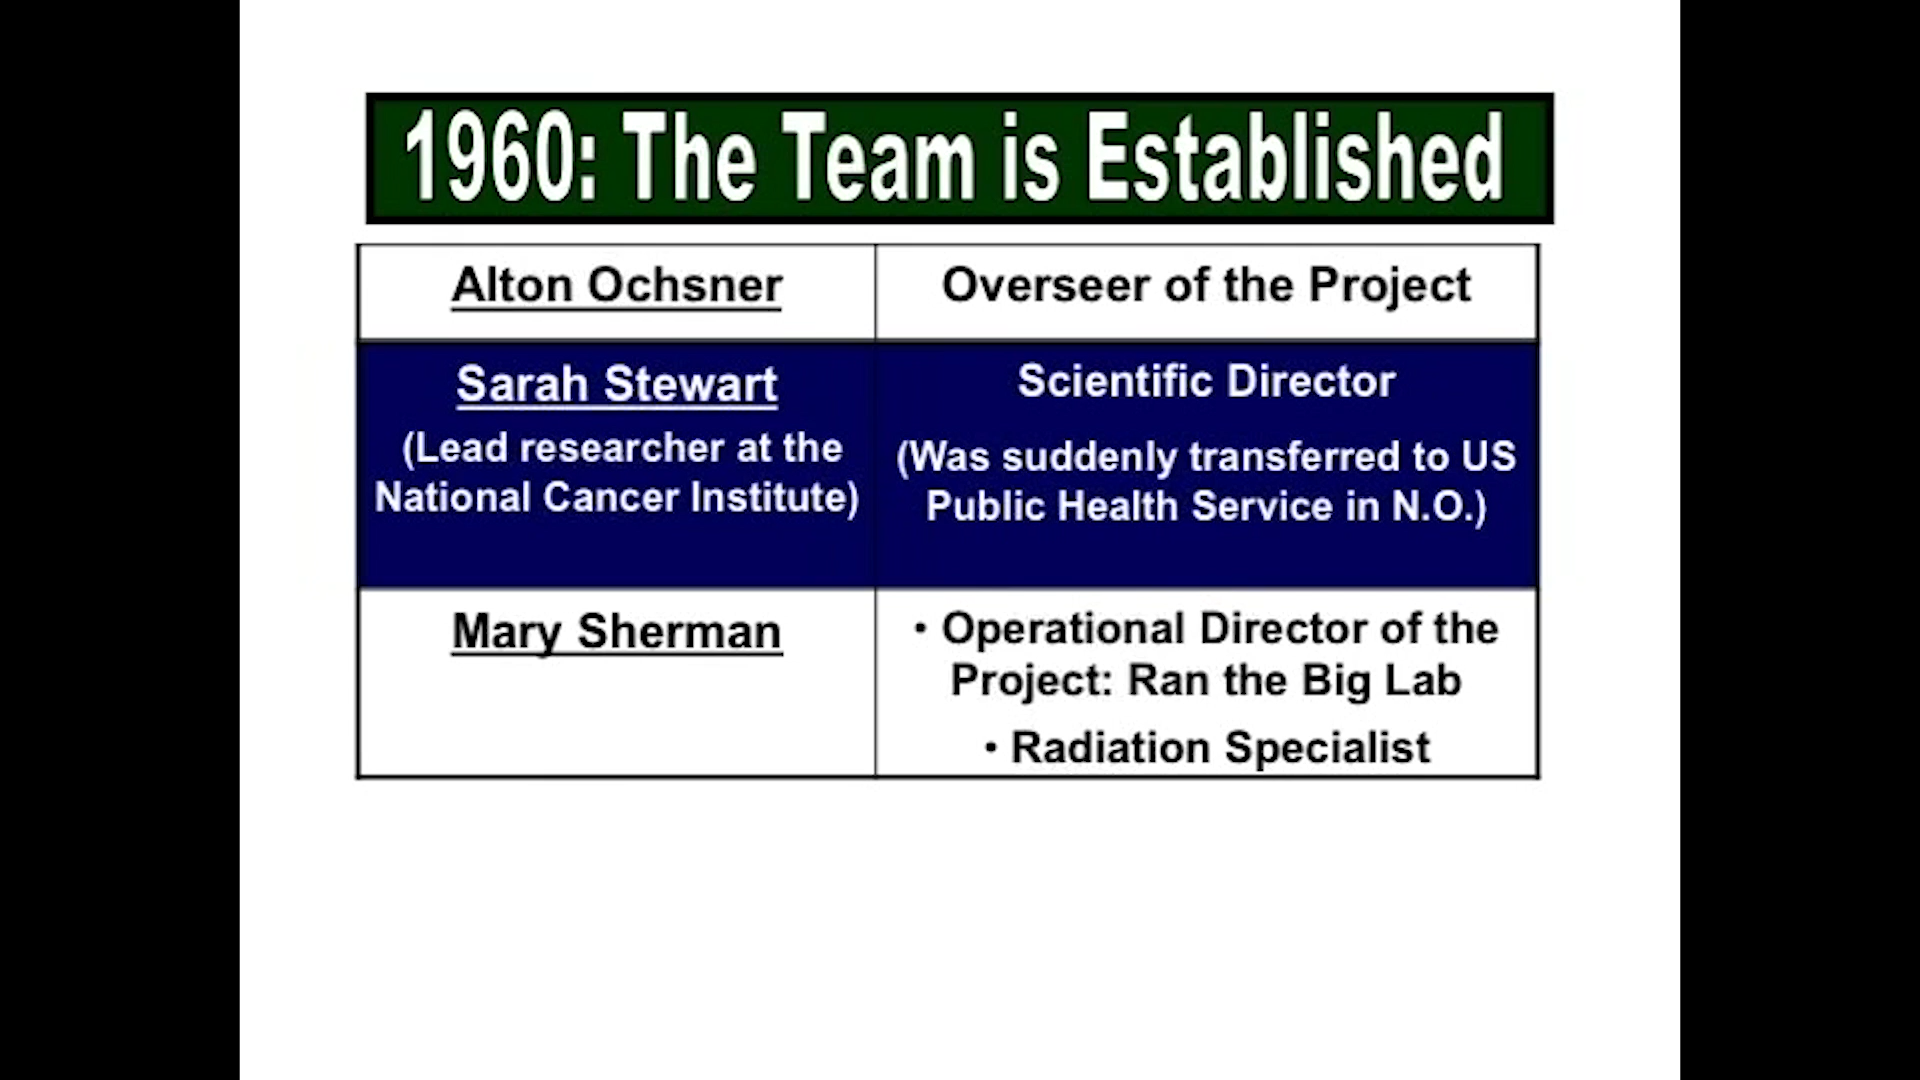 1960: The Team is Established
Alton Ochsner
Overseer of the Project
Sarah Stewart
(Lead researcher at the
National Cancer Institute)
Scientific Director
(Was suddenly transferred to US
Public Health Service in N.O.)
Mary Sherman
• Operational Director of the
Project: Ran the Big Lab
• Radiation Specialist